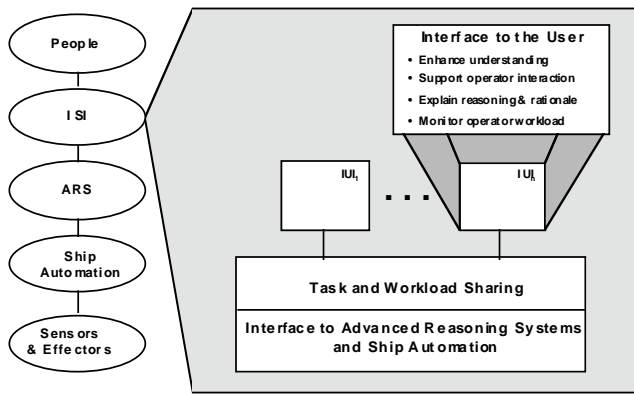 People
ISI
ARS
Ship
Automation
Sensors
& Effectors
Interface to the User
• Enhance understanding
• Support operator interaction
• Explain reasoning & rationale
• Monitor operator workload
IUI1
• • •
IUIn
Task and Workload Sharing
Interface to Advanced Reasoning Systems
and Ship Automation